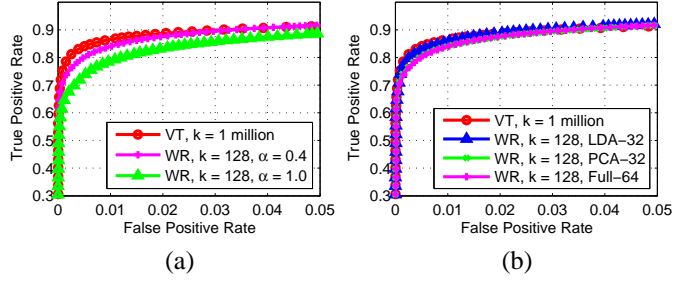 True Positive Rate
0.9
0.8
0.7
0.6
0.5
0.4
0.3
0
0.01
0.02
0.03
0.04
0.05
False Positive Rate
VT, k = 1 million
WR, k = 128, α = 0.4
WR, k = 128, α = 1.0
(a)
True Positive Rate
0.9
0.8
0.7
0.6
0.5
0.4
0.3
0
0.01
0.02
0.03
0.04
0.05
False Positive Rate
VT, k = 1 million
WR, k = 128, LDA−32
WR, k = 128, PCA−32
WR, k = 128, Full−64
(b)